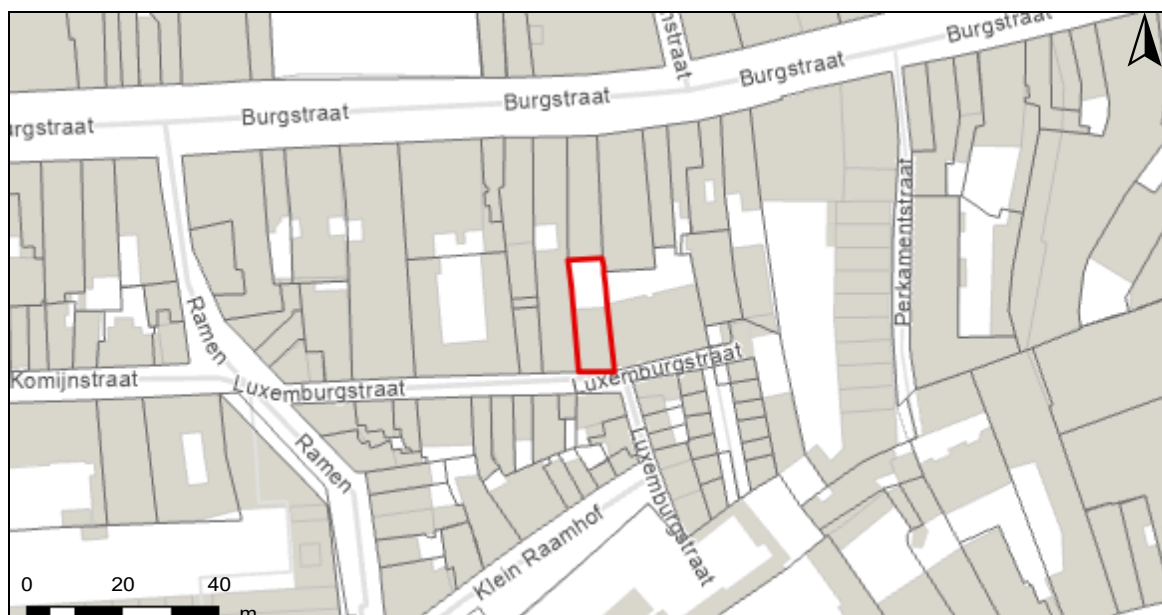 Burgstraat
nstraat
Burgstraat
Burgstraat
Burgstraat
urgstraat
Perkamentstraat
Ramen
Luxemburgstraat
Komijnstraat
Luxemburgstraat
Ramen
Luxemburgstraat
Klein Raamhof
0 20 40
m